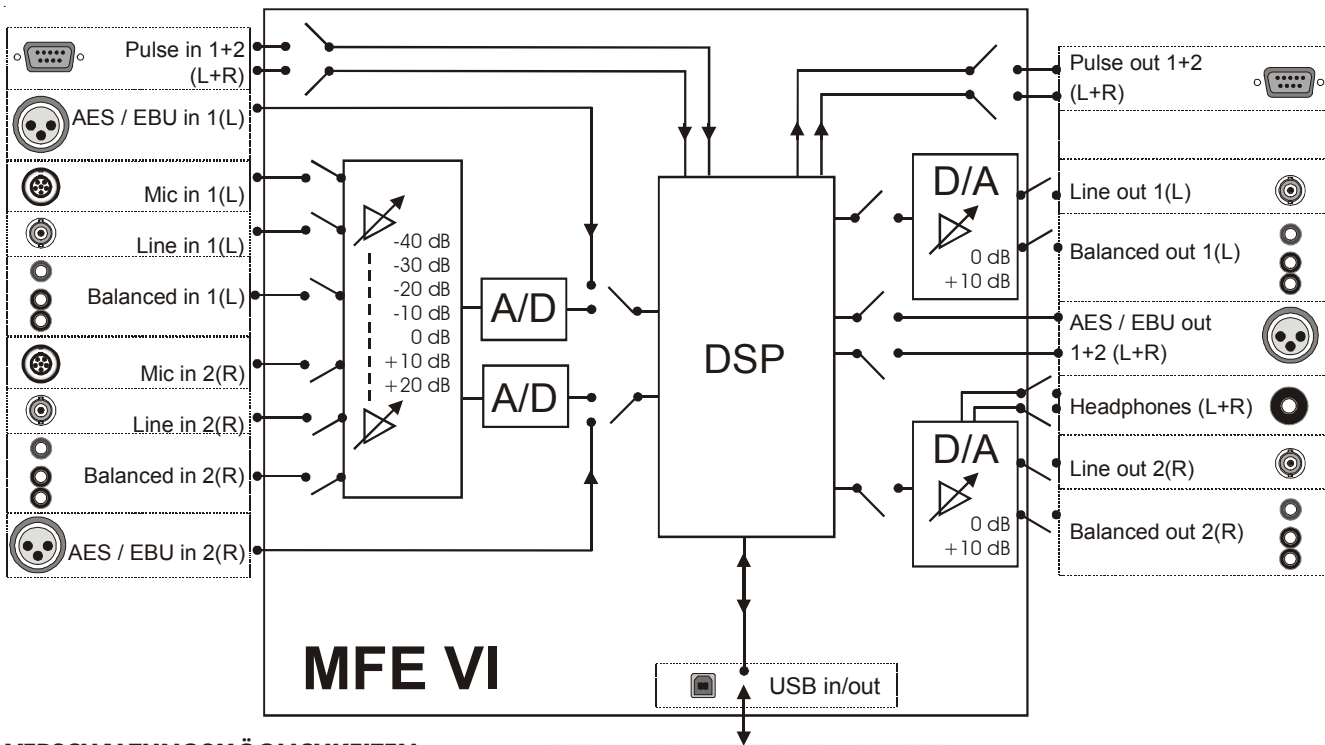 Pulse in 1+2
(L+R)
AES / EBU in 1(L)
Mic in 1(L)
Line in 1(L)
Balanced in 1(L)
Mic in 2(R)
Line in 2(R)
Balanced in 2(R)
AES / EBU in 2(R)
-40 dB
-30 dB
-20 dB
-10 dB
0 dB
+10 dB
+20 dB
A/D
A/D
DSP
D/A
0 dB
+10 dB
D/A
0 dB
+10 dB
Pulse out 1+2
(L+R)
Line out 1(L)
Balanced out 1(L)
AES / EBU out
1+2 (L+R)
Headphones (L+R)
Line out 2(R)
Balanced out 2(R)
MFE VI
USB in/out